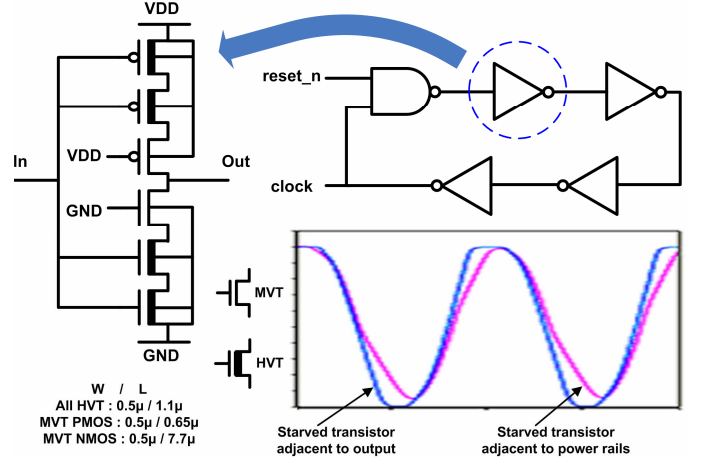 VDD
reset_n
In
VDD
Out
clock
GND
MVT
HVT
GND
W / L
All HVT : 0.5µ / 1.1µ
MVT PMOS : 0.5µ / 0.65µ
MVT NMOS : 0.5µ / 7.7µ
Starved transistor
adjacent to output
Starved transistor
adjacent to power rails